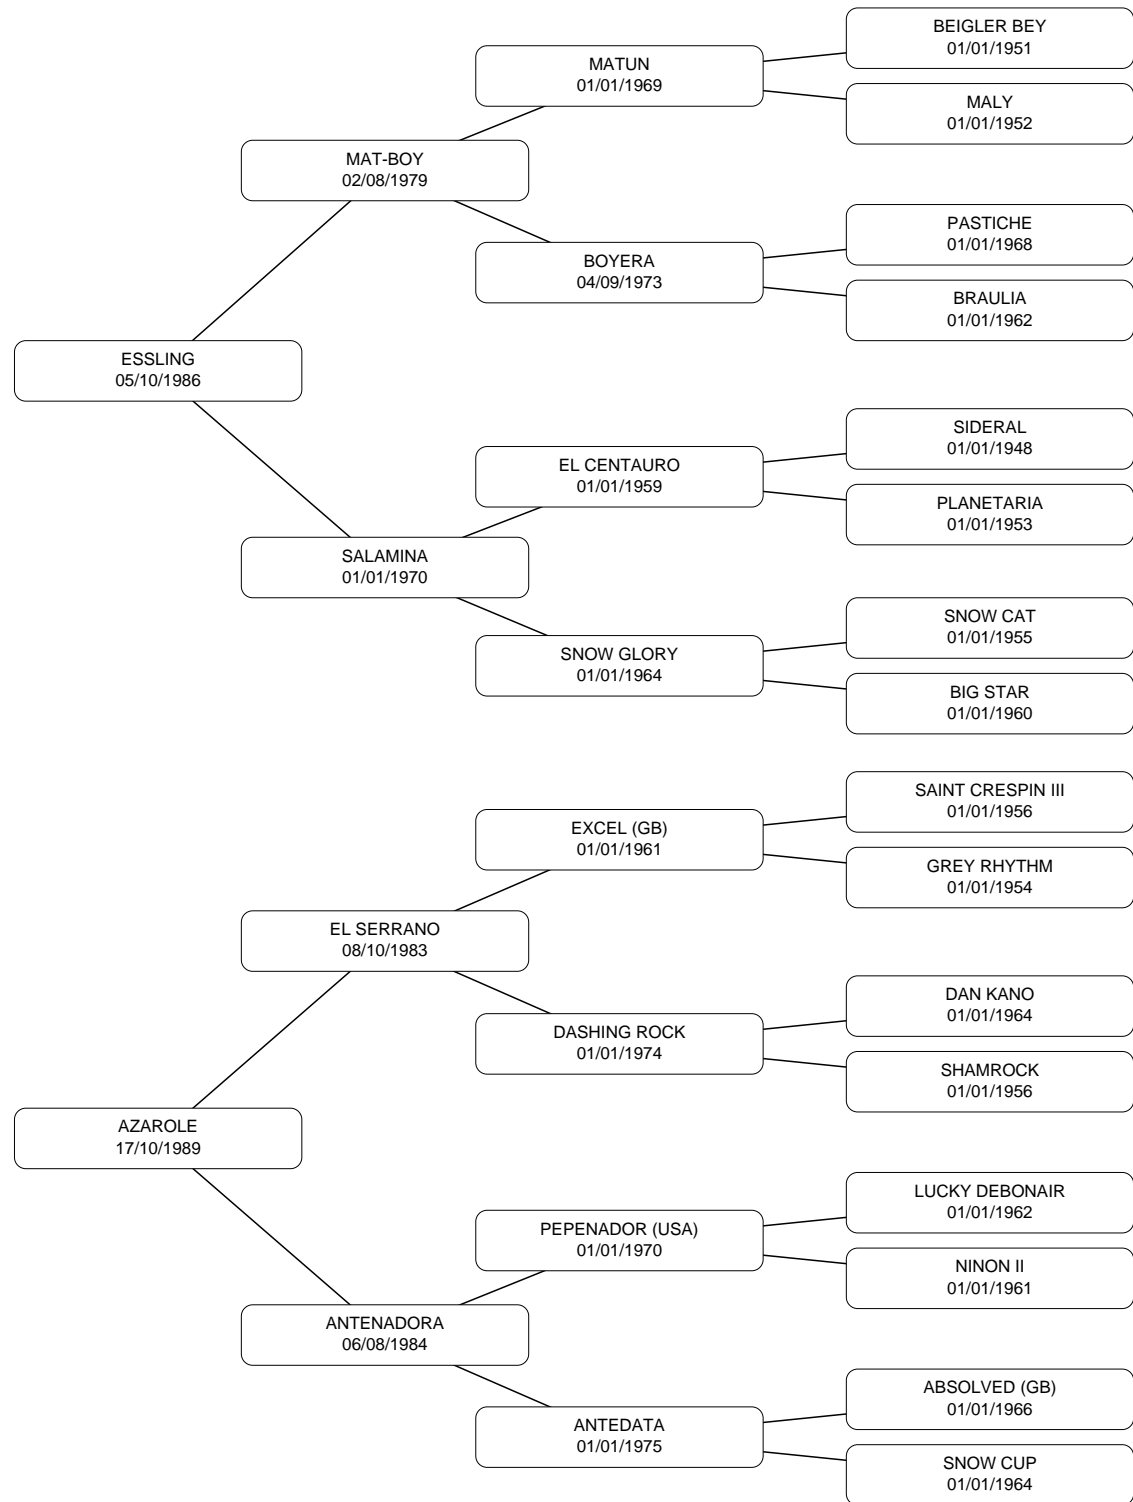 BEIGLER BEY
01/01/1951
MATUN
01/01/1969
MALY
01/01/1952
MAT-BOY
02/08/1979
PASTICHE
01/01/1968
BOYERA
04/09/1973
BRAULIA
01/01/1962
ESSLING
05/10/1986
SIDERAL
01/01/1948
EL CENTAURO
01/01/1959
PLANETARIA
01/01/1953
SALAMINA
01/01/1970
SNOW CAT
01/01/1955
SNOW GLORY
01/01/1964
BIG STAR
01/01/1960
SAINT CRESPIN III
01/01/1956
EXCEL (GB)
01/01/1961
GREY RHYTHM
01/01/1954
EL SERRANO
08/10/1983
DAN KANO
01/01/1964
DASHING ROCK
01/01/1974
SHAMROCK
01/01/1956
AZAROLE
17/10/1989
LUCKY DEBONAIR
01/01/1962
PEPENADOR (USA)
01/01/1970
NINON II
01/01/1961
ANTENADORA
06/08/1984
ABSOLVED (GB)
01/01/1966
ANTEDATA
01/01/1975
SNOW CUP
01/01/1964